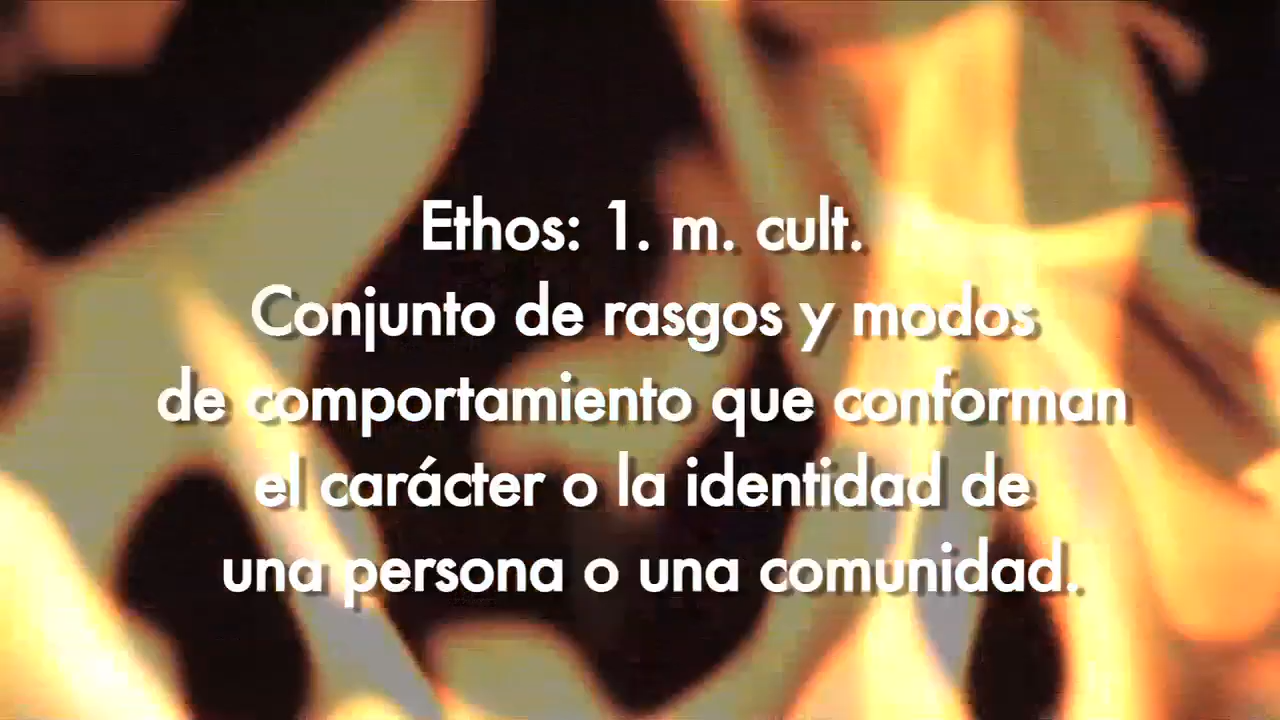 Ethos: 1. m. cult.
Conjunto de rasgos y modos
de comportamiento que conforman
el carácter o la identidad de
una persona o una comunidad.